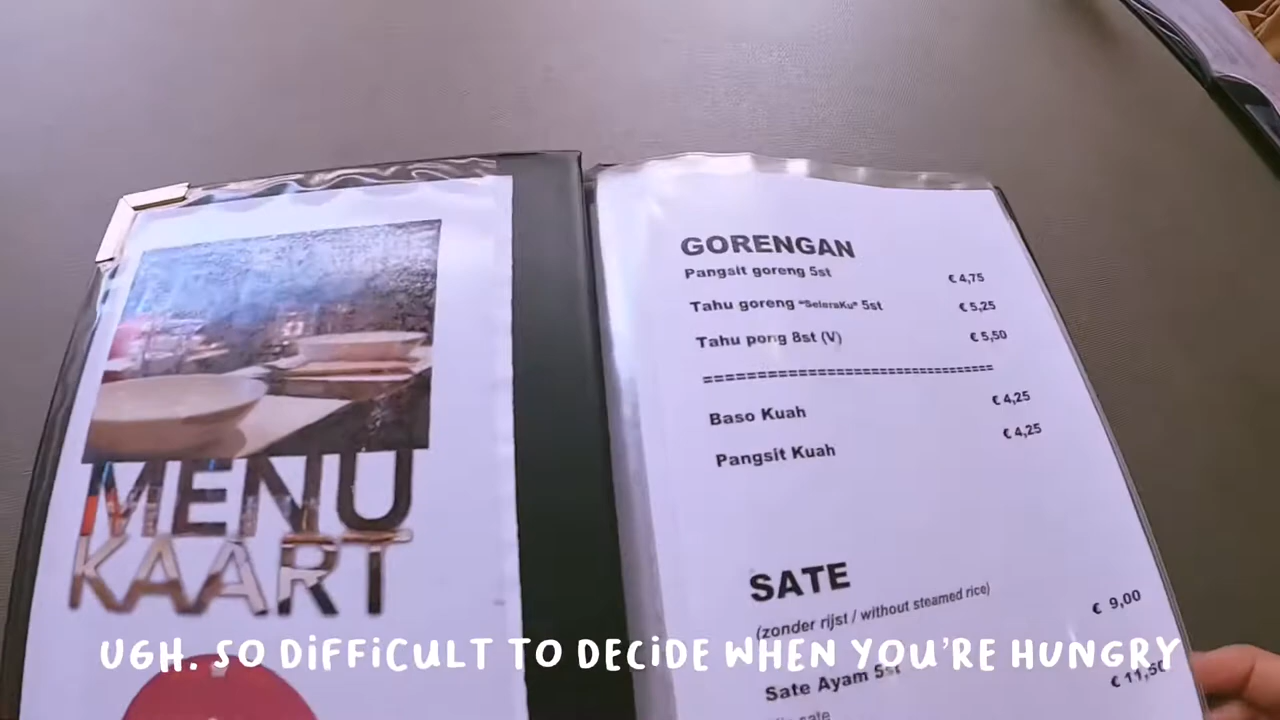 MENU
KAART
GORENGAN
Pangsit goreng 5st € 4,75
Tahu goreng "SeleraKu" 5st € 5,25
Tahu pong 8st (V) € 5,50
================================
Baso Kuah € 4,25
Pangsit Kuah € 4,25
SATE
(zonder rijst / without steamed rice)
€ 9,00
Sate Ayam 5st
€ 11,50
UGH. SO DIFFICULT TO DECIDE WHEN YOU'RE HUNGRY